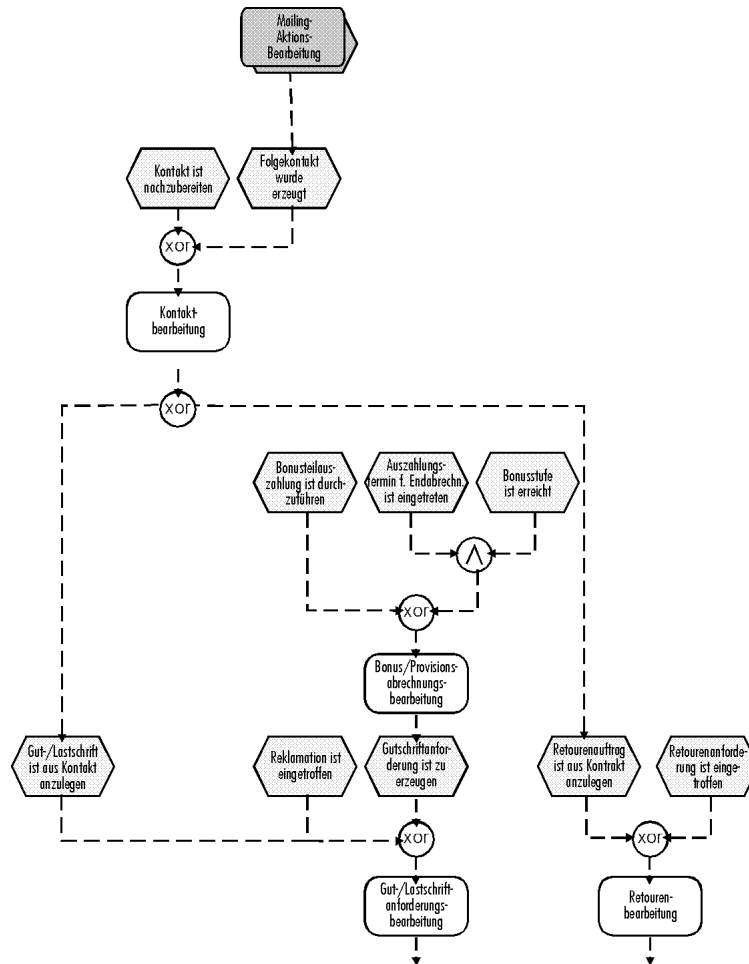 Mailing-
Aktions-
Bearbeitung
Kontakt ist
nachzubereiten
Folgekontakt
wurde
erzeugt
xor
Kontakt-
bearbeitung
xor
Bonusteilaus-
zahlung ist durch-
zuführen
Auszahlungs-
termin f. Endabrechn.
ist eingetreten
Bonusstufe
ist erreicht
xor
Bonus/Provisions-
abrechnungs-
bearbeitung
Gut-/Lastschrift
ist aus Kontakt
anzulegen
Reklamation ist
eingetroffen
Gutschriftanfor-
derung ist zu
erzeugen
Retourenauftrag
ist aus Kontrakt
anzulegen
Retourenanforde-
rung ist einge-
troffen
xor
xor
Gut-/Lastschrift-
anforderungs-
bearbeitung
Retouren-
bearbeitung